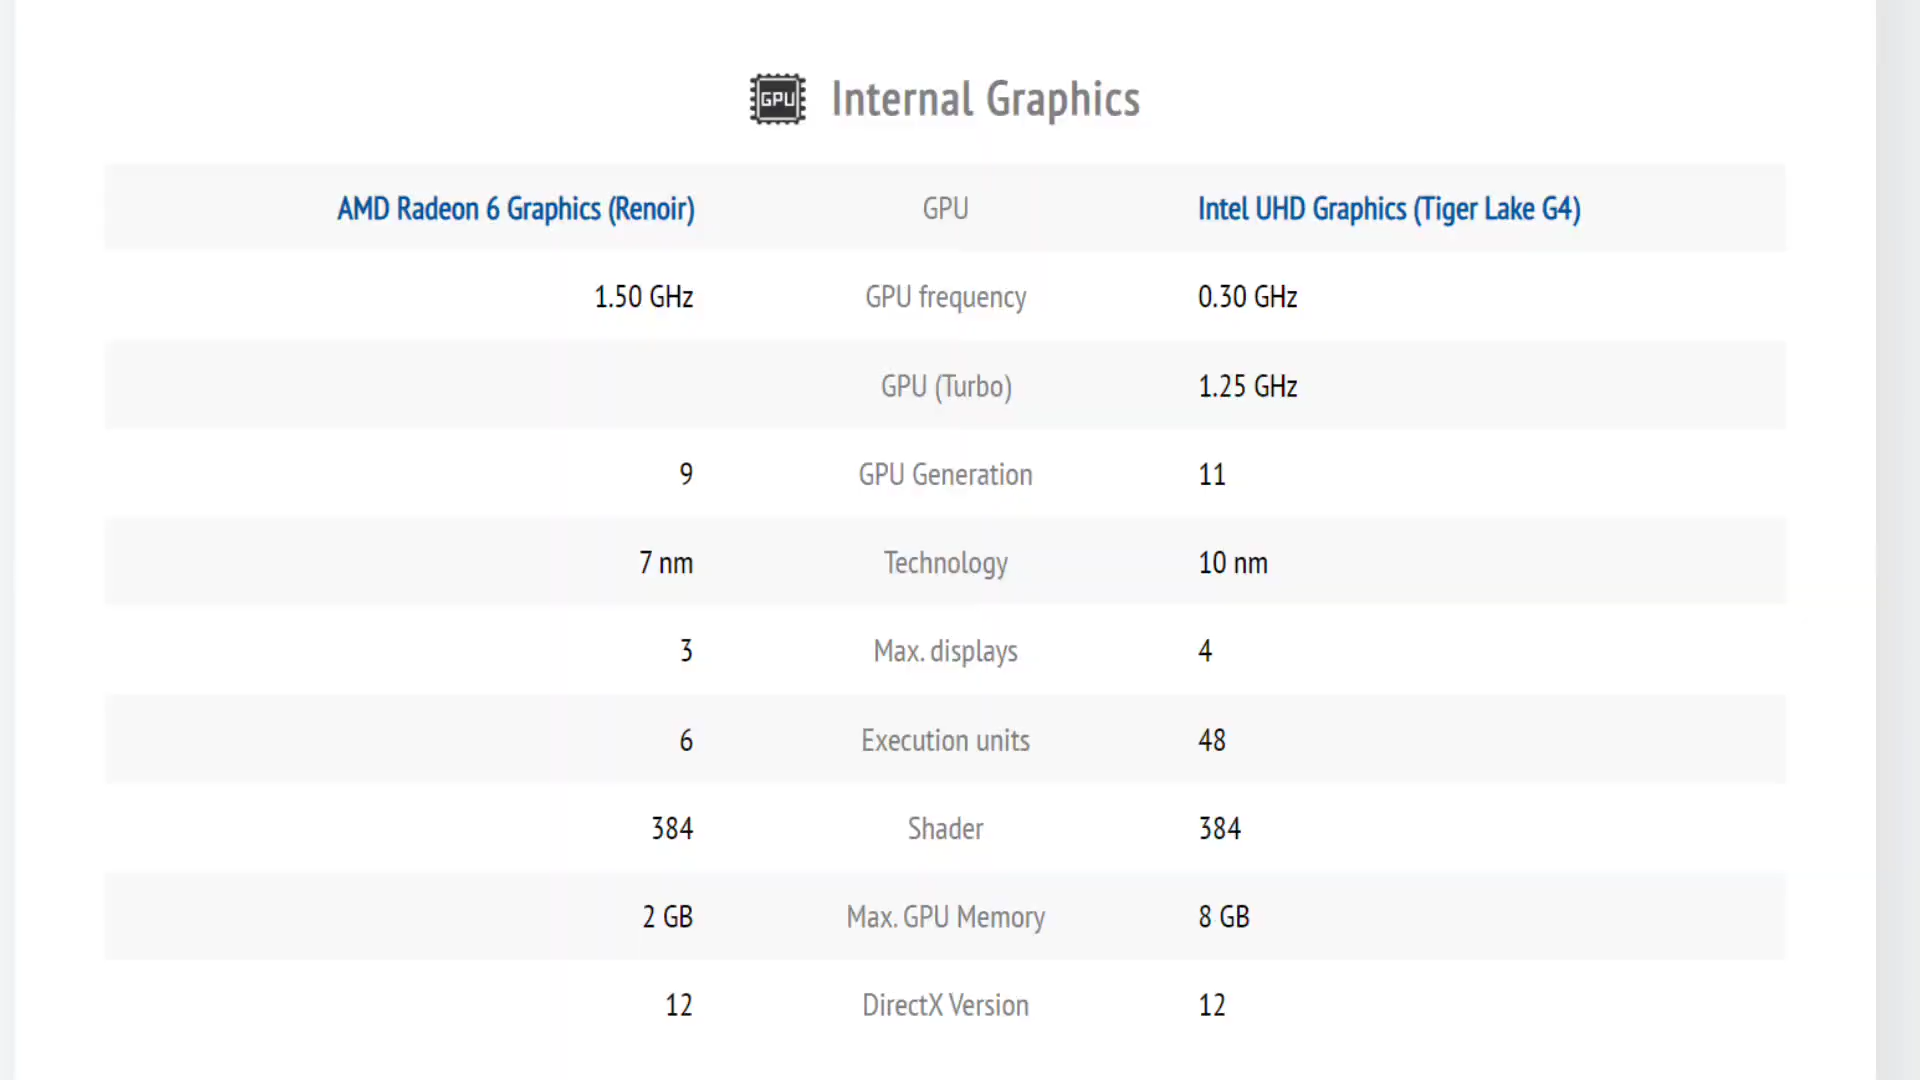 GPU Internal Graphics
AMD Radeon 6 Graphics (Renoir) GPU Intel UHD Graphics (Tiger Lake G4)
1.50 GHz GPU frequency 0.30 GHz
GPU (Turbo) 1.25 GHz
9 GPU Generation 11
7 nm Technology 10 nm
3 Max. displays 4
6 Execution units 48
384 Shader 384
2 GB Max. GPU Memory 8 GB
12 DirectX Version 12